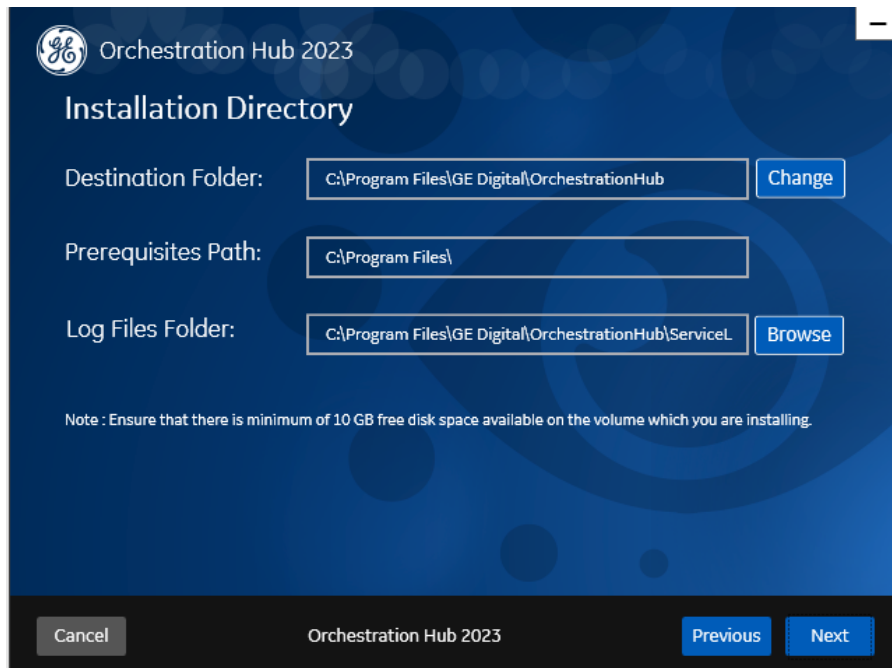 Orchestration Hub 2023
Installation Directory
Destination Folder: C:\Program Files\GE Digital\OrchestrationHub Change
Prerequisites Path: C:\Program Files\
Log Files Folder: C:\Program Files\GE Digital\OrchestrationHub\ServiceL Browse
Note : Ensure that there is minimum of 10 GB free disk space available on the volume which you are installing.
Cancel Orchestration Hub 2023 Previous Next